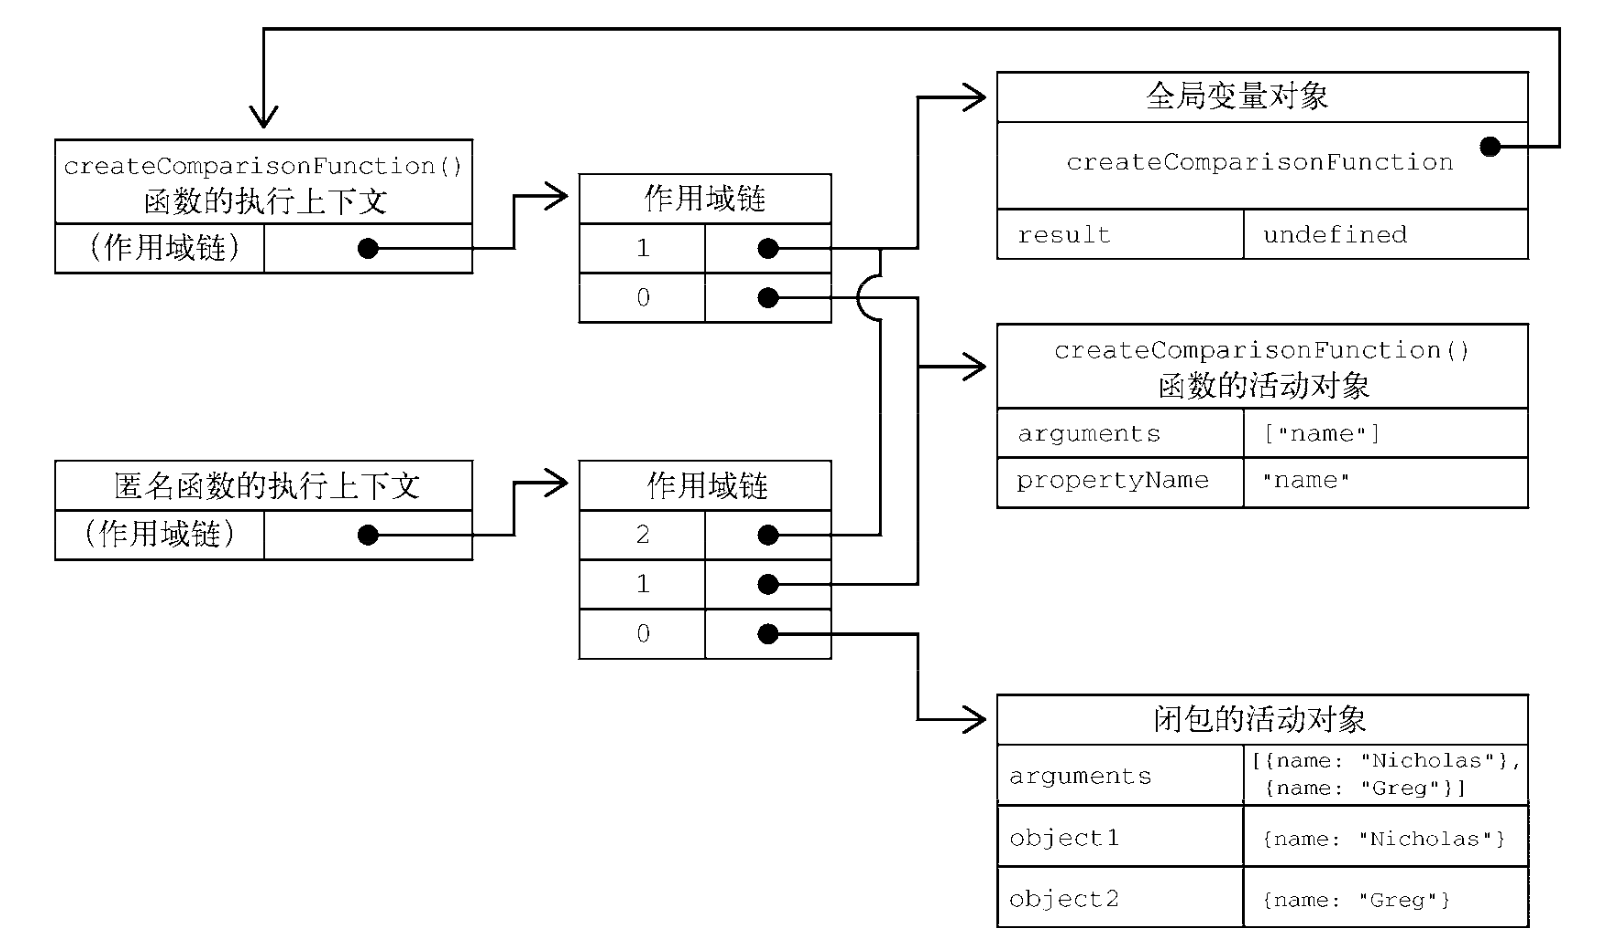 全局变量对象
createComparisonFunction
result undefined
createComparisonFunction()
函数的执行上下文
(作用域链)
作用域链
1
0
createComparisonFunction()
函数的活动对象
arguments ["name"]
propertyName "name"
匿名函数的执行上下文
(作用域链)
作用域链
2
1
0
闭包的活动对象
arguments [{name: "Nicholas"},
{name: "Greg"}]
object1 {name: "Nicholas"}
object2 {name: "Greg"}